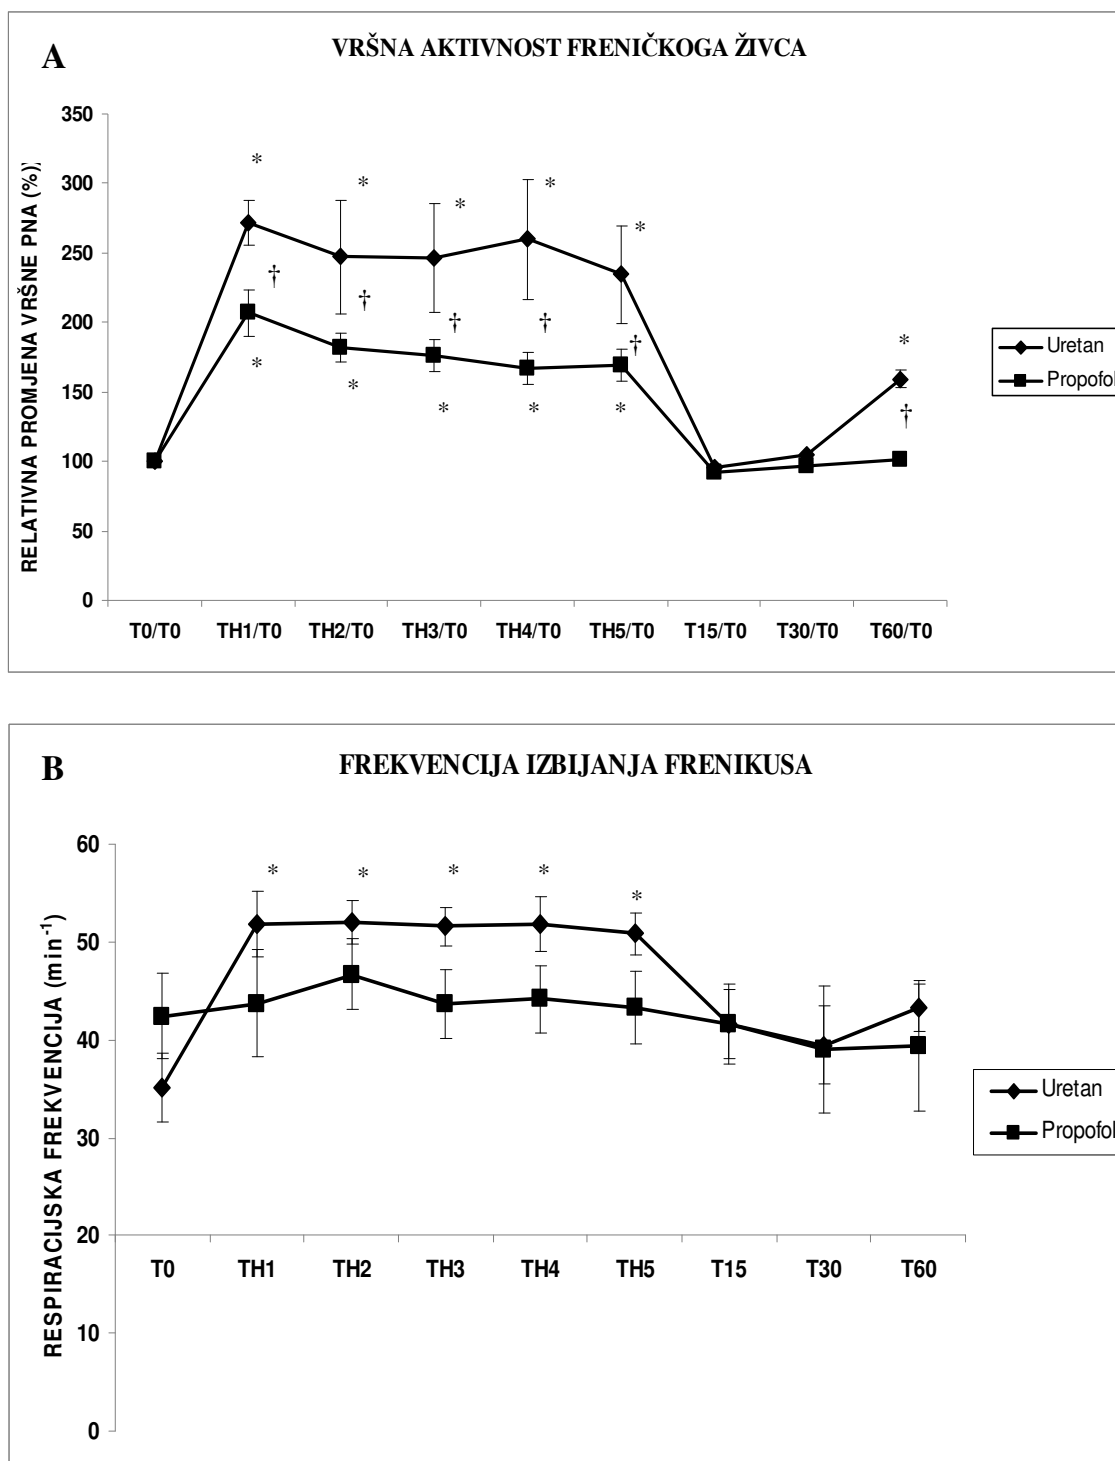 A
VRŠNA AKTIVNOST FRENIČKOGA ŽIVCA
RELATIVNA PROMJENA VRŠNE PNA (%)
350
300
250
200
150
100
50
0
* * * * * *
† † † † † †
* * * * *
T0/T0 TH1/T0 TH2/T0 TH3/T0 TH4/T0 TH5/T0 T15/T0 T30/T0 T60/T0
Uretan
Propofol
B
FREKVENCIJA IZBIJANJA FRENIKUSA
RESPIRACIJSKA FREKVENCIJA (min-1)
60
50
40
30
20
10
0
* * * * *
T0 TH1 TH2 TH3 TH4 TH5 T15 T30 T60
Uretan
Propofol